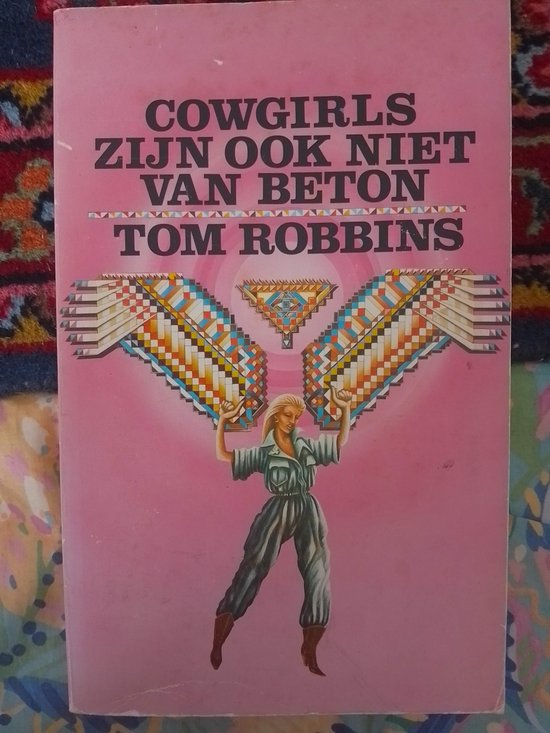 COWGIRLS
ZIJN OOK NIET
VAN BETON
TOM ROBBINS